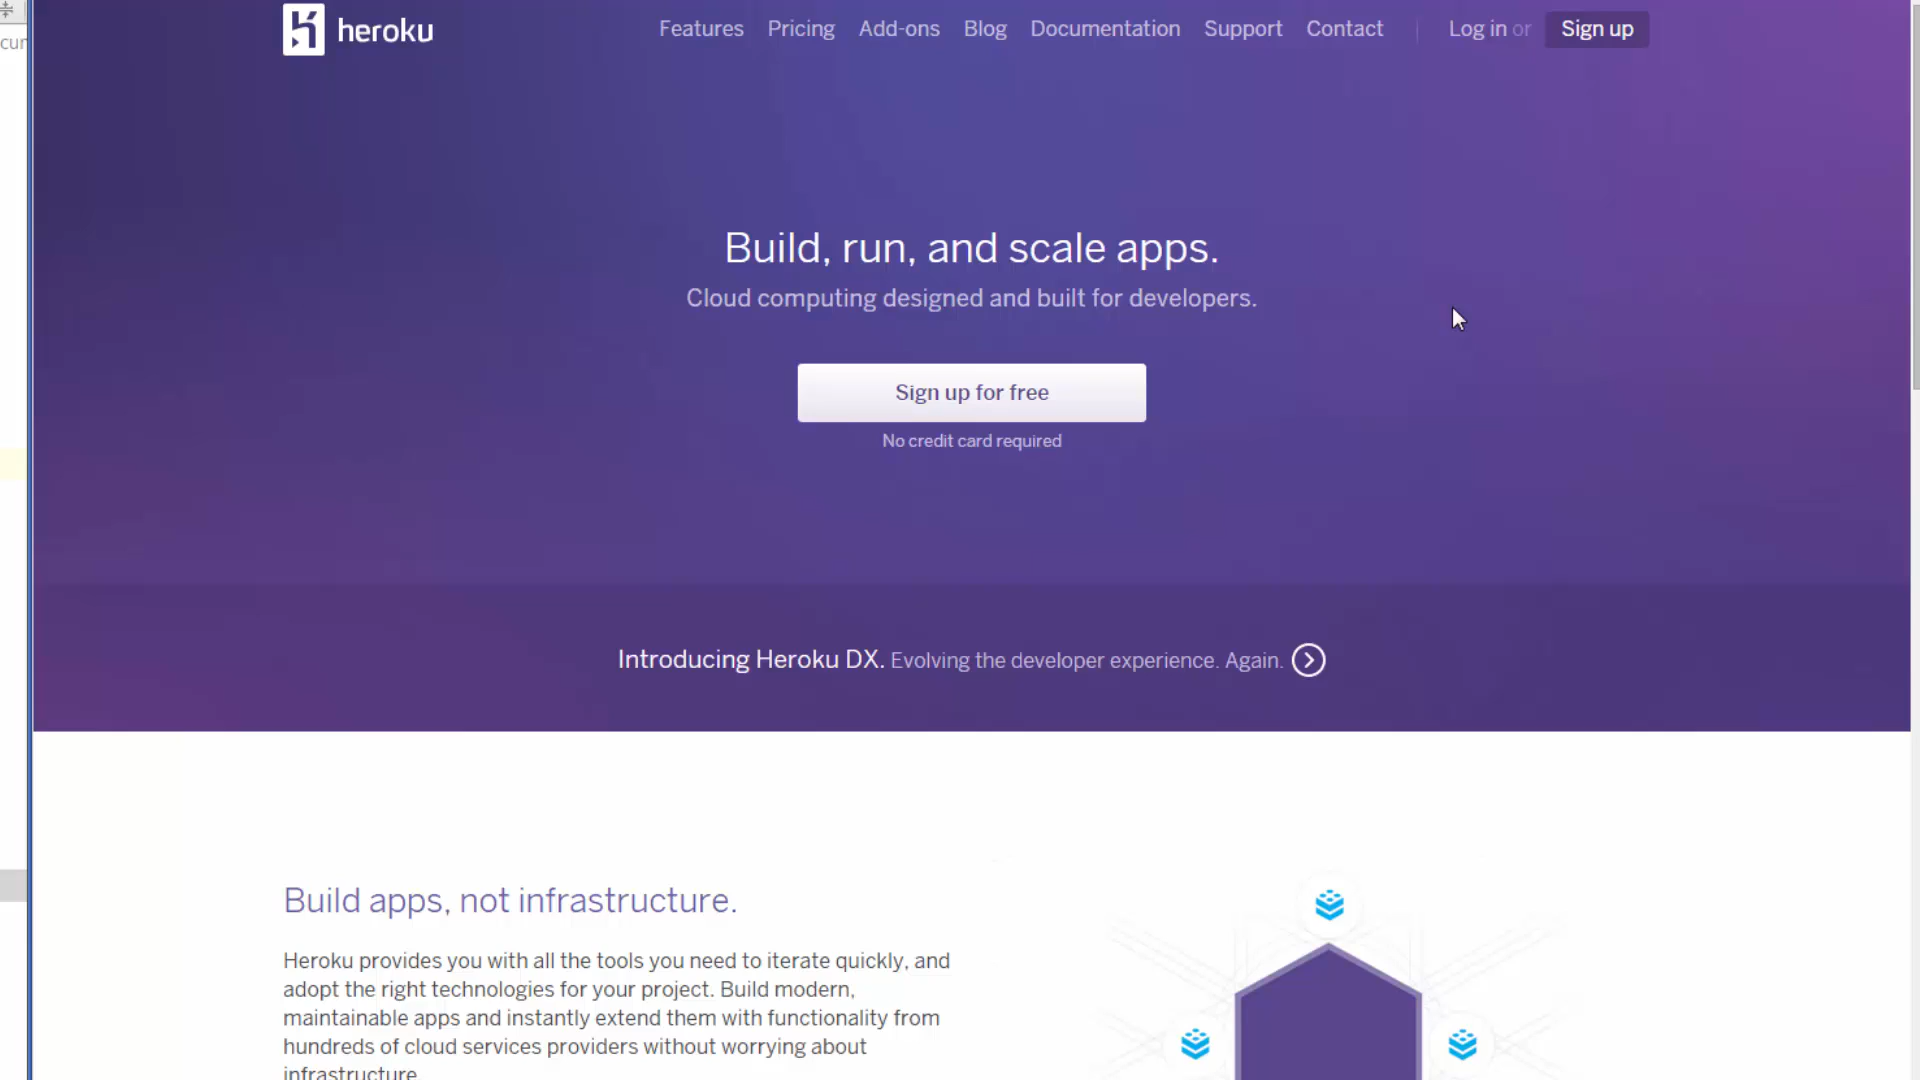 cur
heroku
Features Pricing Add-ons Blog Documentation Support Contact Log in or Sign up
Build, run, and scale apps.
Cloud computing designed and built for developers.
Sign up for free
No credit card required
Introducing Heroku DX. Evolving the developer experience. Again.
Build apps, not infrastructure.
Heroku provides you with all the tools you need to iterate quickly, and
adopt the right technologies for your project. Build modern,
maintainable apps and instantly extend them with functionality from
hundreds of cloud services providers without worrying about
infrastructure.